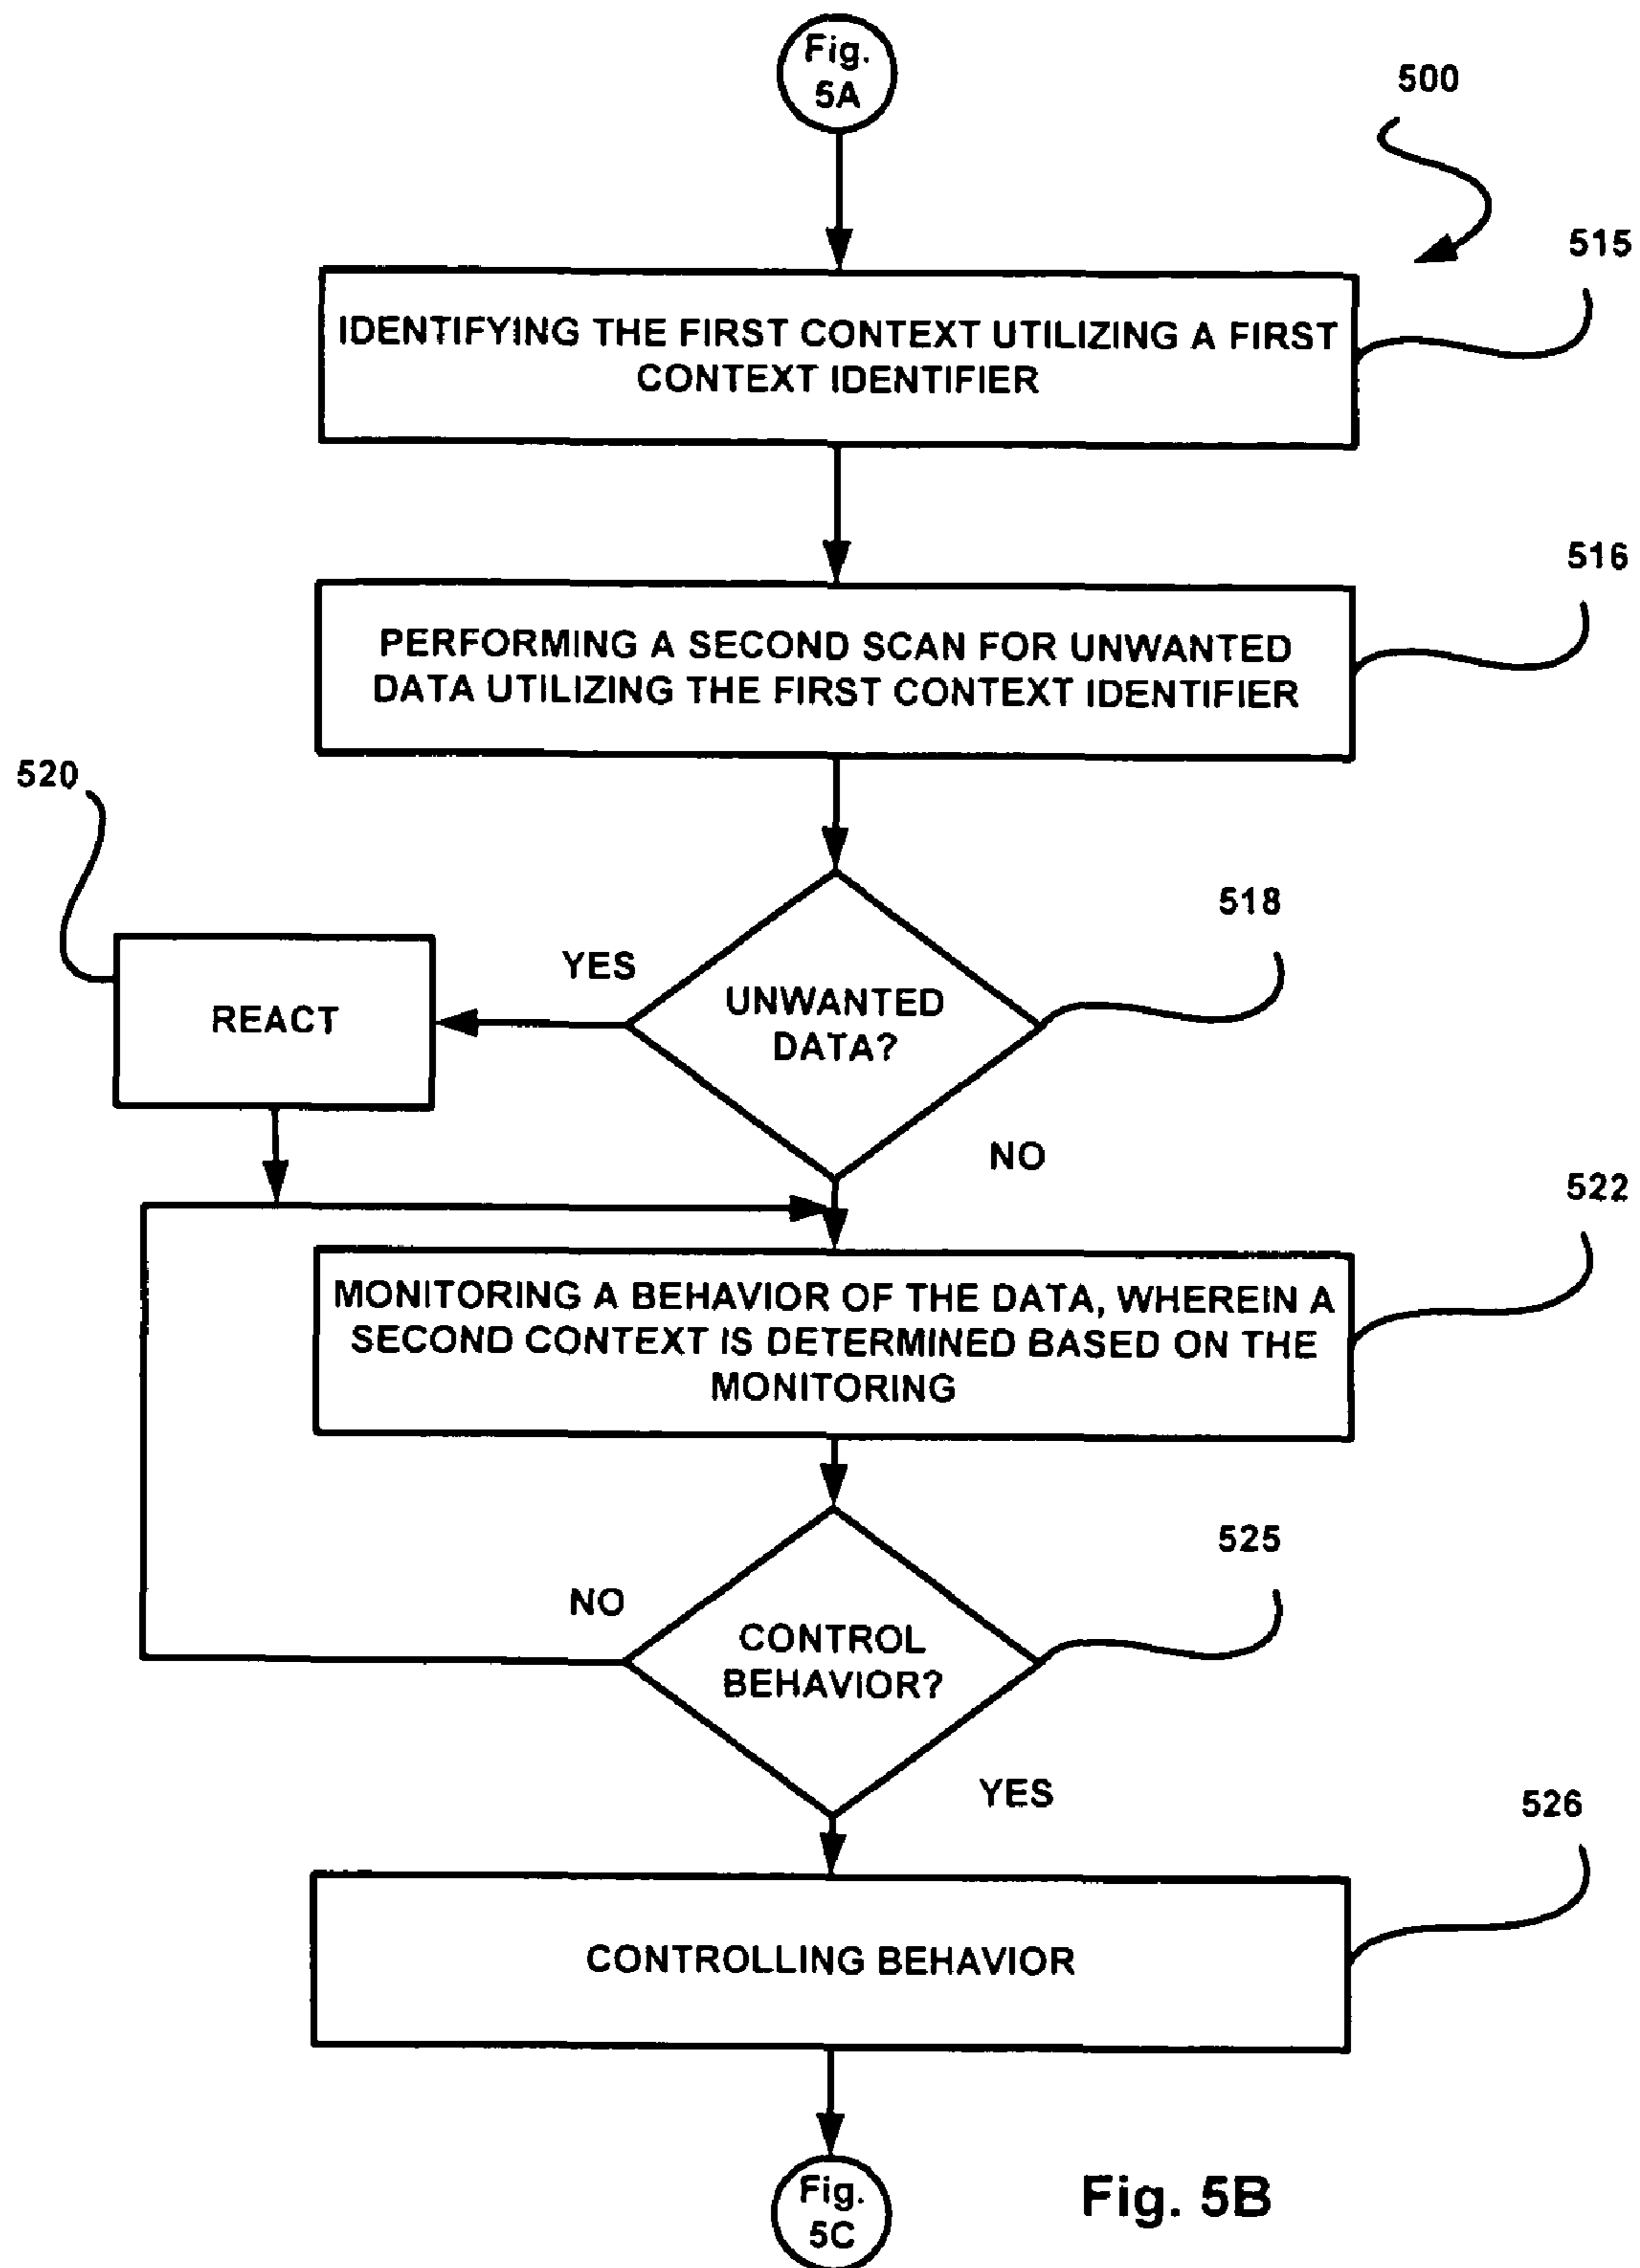 Fig.
5A
500
515
IDENTIFYING THE FIRST CONTEXT UTILIZING A FIRST
CONTEXT IDENTIFIER
516
PERFORMING A SECOND SCAN FOR UNWANTED
DATA UTILIZING THE FIRST CONTEXT IDENTIFIER
520
518
YES
REACT
UNWANTED
DATA?
NO
522
MONITORING A BEHAVIOR OF THE DATA, WHEREIN A
SECOND CONTEXT IS DETERMINED BASED ON THE
MONITORING
525
NO
CONTROL
BEHAVIOR?
YES
526
CONTROLLING BEHAVIOR
Fig.
5C
Fig. 5B